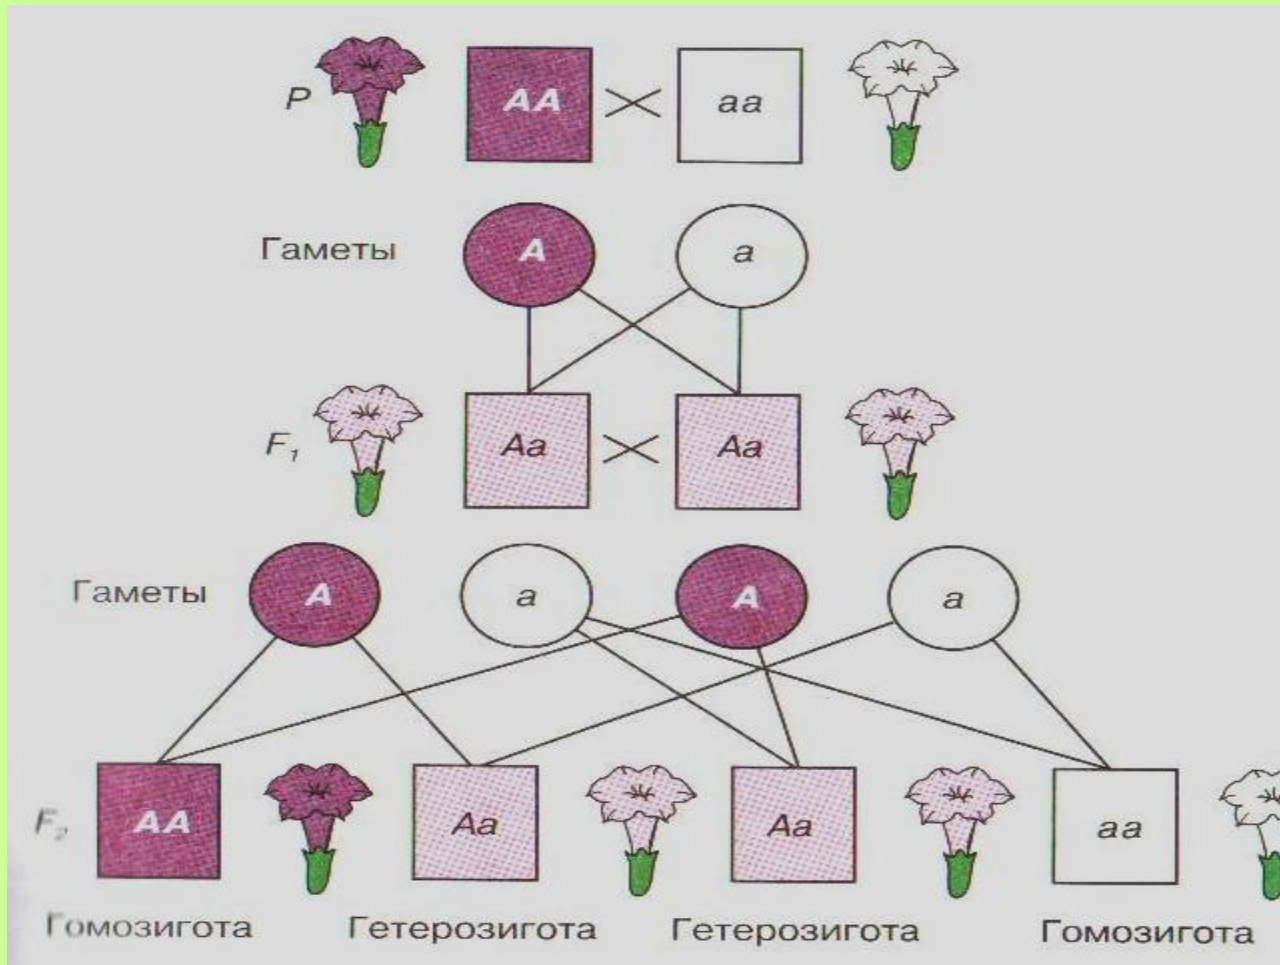 P AA aa
Гаметы A a
F₁ Aa Aa
Гаметы A a A a
F₂ AA Aa Aa aa
Гомозигота Гетерозигота Гетерозигота Гомозигота